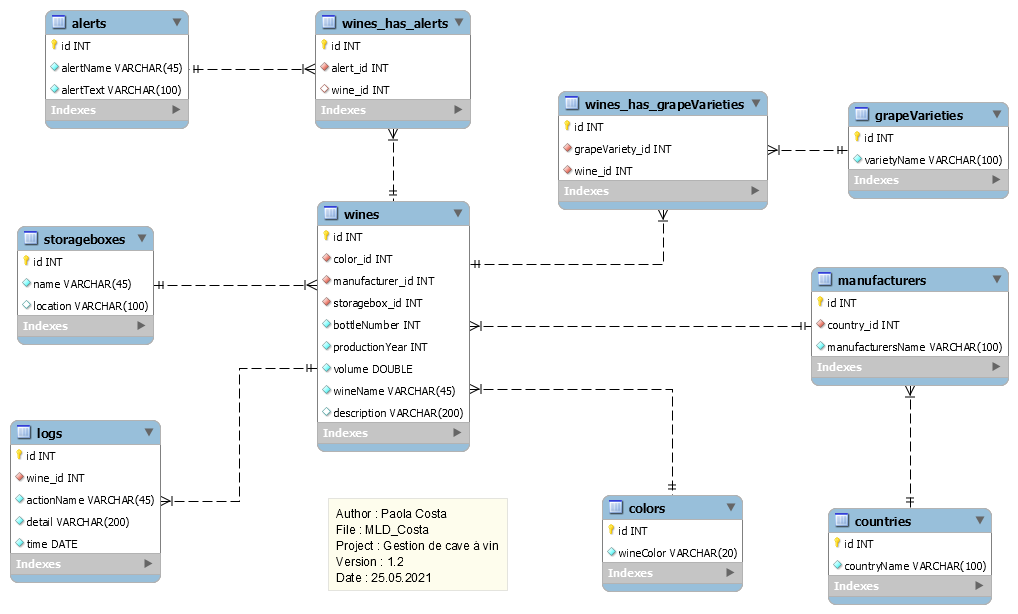 alerts
id INT
alertName VARCHAR(45)
alertText VARCHAR(100)
Indexes
wines_has_alerts
id INT
alert_id INT
wine_id INT
Indexes
wines_has_grapeVarieties
id INT
grapeVariety_id INT
wine_id INT
Indexes
grapeVarieties
id INT
varietyName VARCHAR(100)
Indexes
storageboxes
id INT
name VARCHAR(45)
location VARCHAR(100)
Indexes
wines
id INT
color_id INT
manufacturer_id INT
storagebox_id INT
bottleNumber INT
productionYear INT
volume DOUBLE
wineName VARCHAR(45)
description VARCHAR(200)
Indexes
manufacturers
id INT
country_id INT
manufacturersName VARCHAR(100)
Indexes
logs
id INT
wine_id INT
actionName VARCHAR(45)
detail VARCHAR(200)
time DATE
Indexes
Author : Paola Costa
File : MLD_Costa
Project : Gestion de cave à vin
Version : 1.2
Date : 25.05.2021
colors
id INT
wineColor VARCHAR(20)
Indexes
countries
id INT
countryName VARCHAR(100)
Indexes